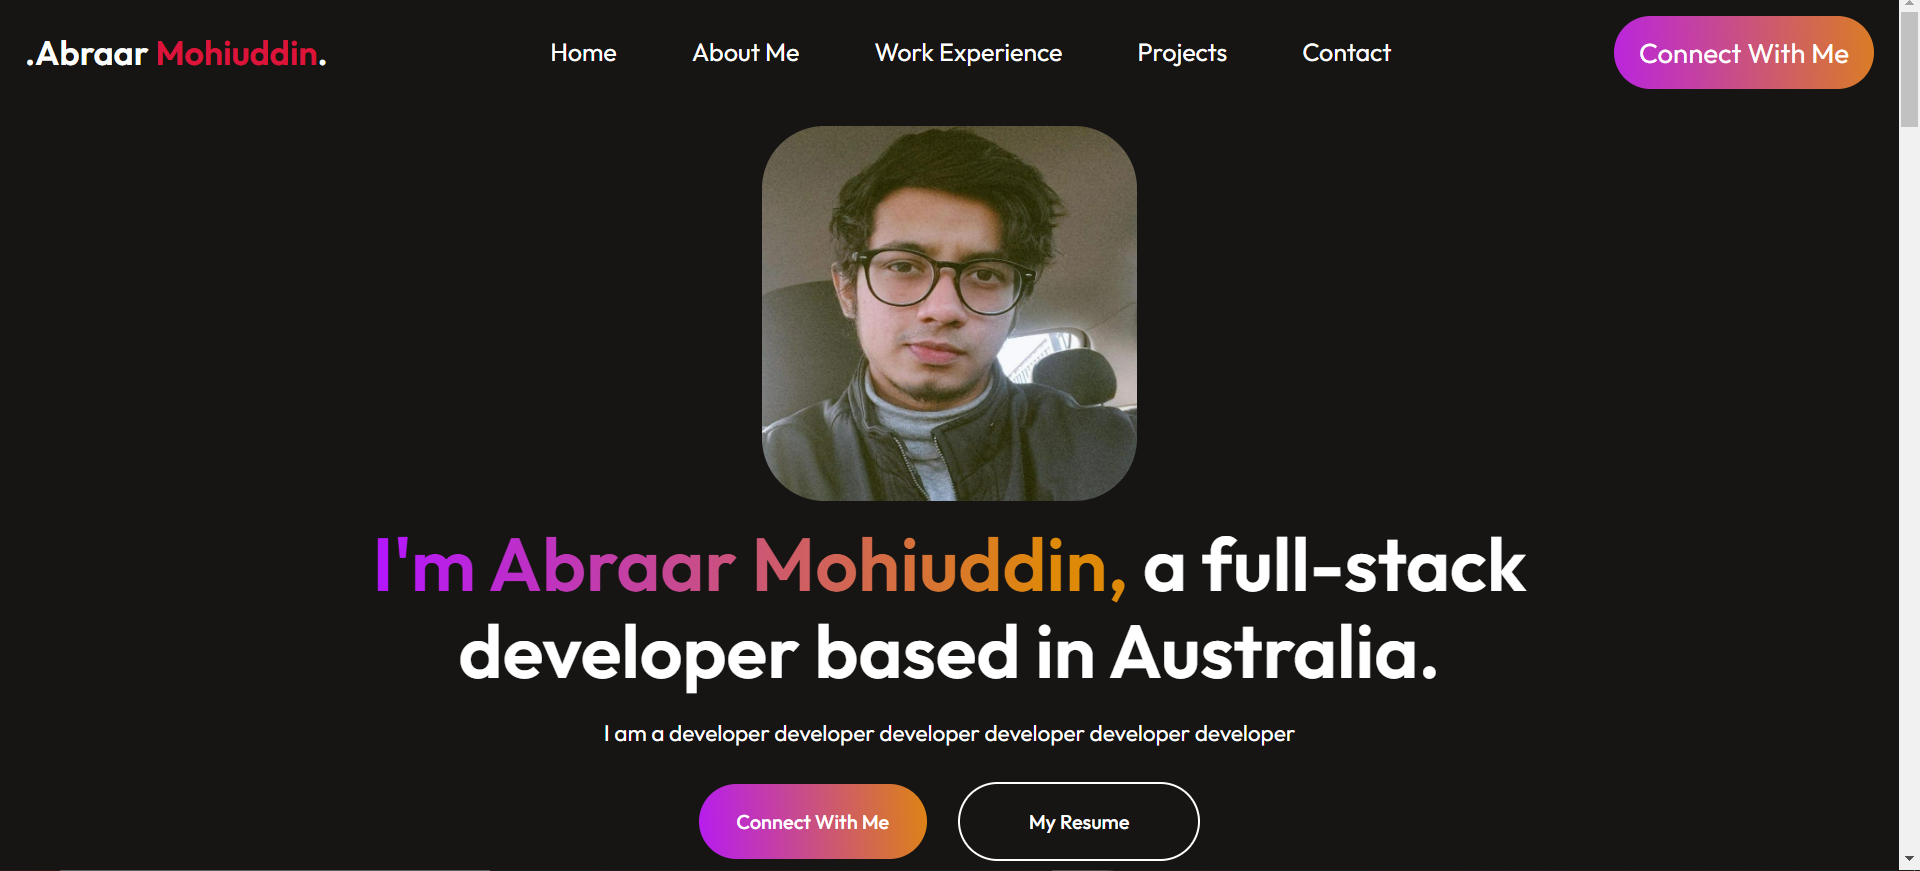 .Abraar Mohiuddin.
Home
About Me
Work Experience
Projects
Contact
Connect With Me
I'm Abraar Mohiuddin, a full-stack
developer based in Australia.
I am a developer developer developer developer developer developer
Connect With Me
My Resume